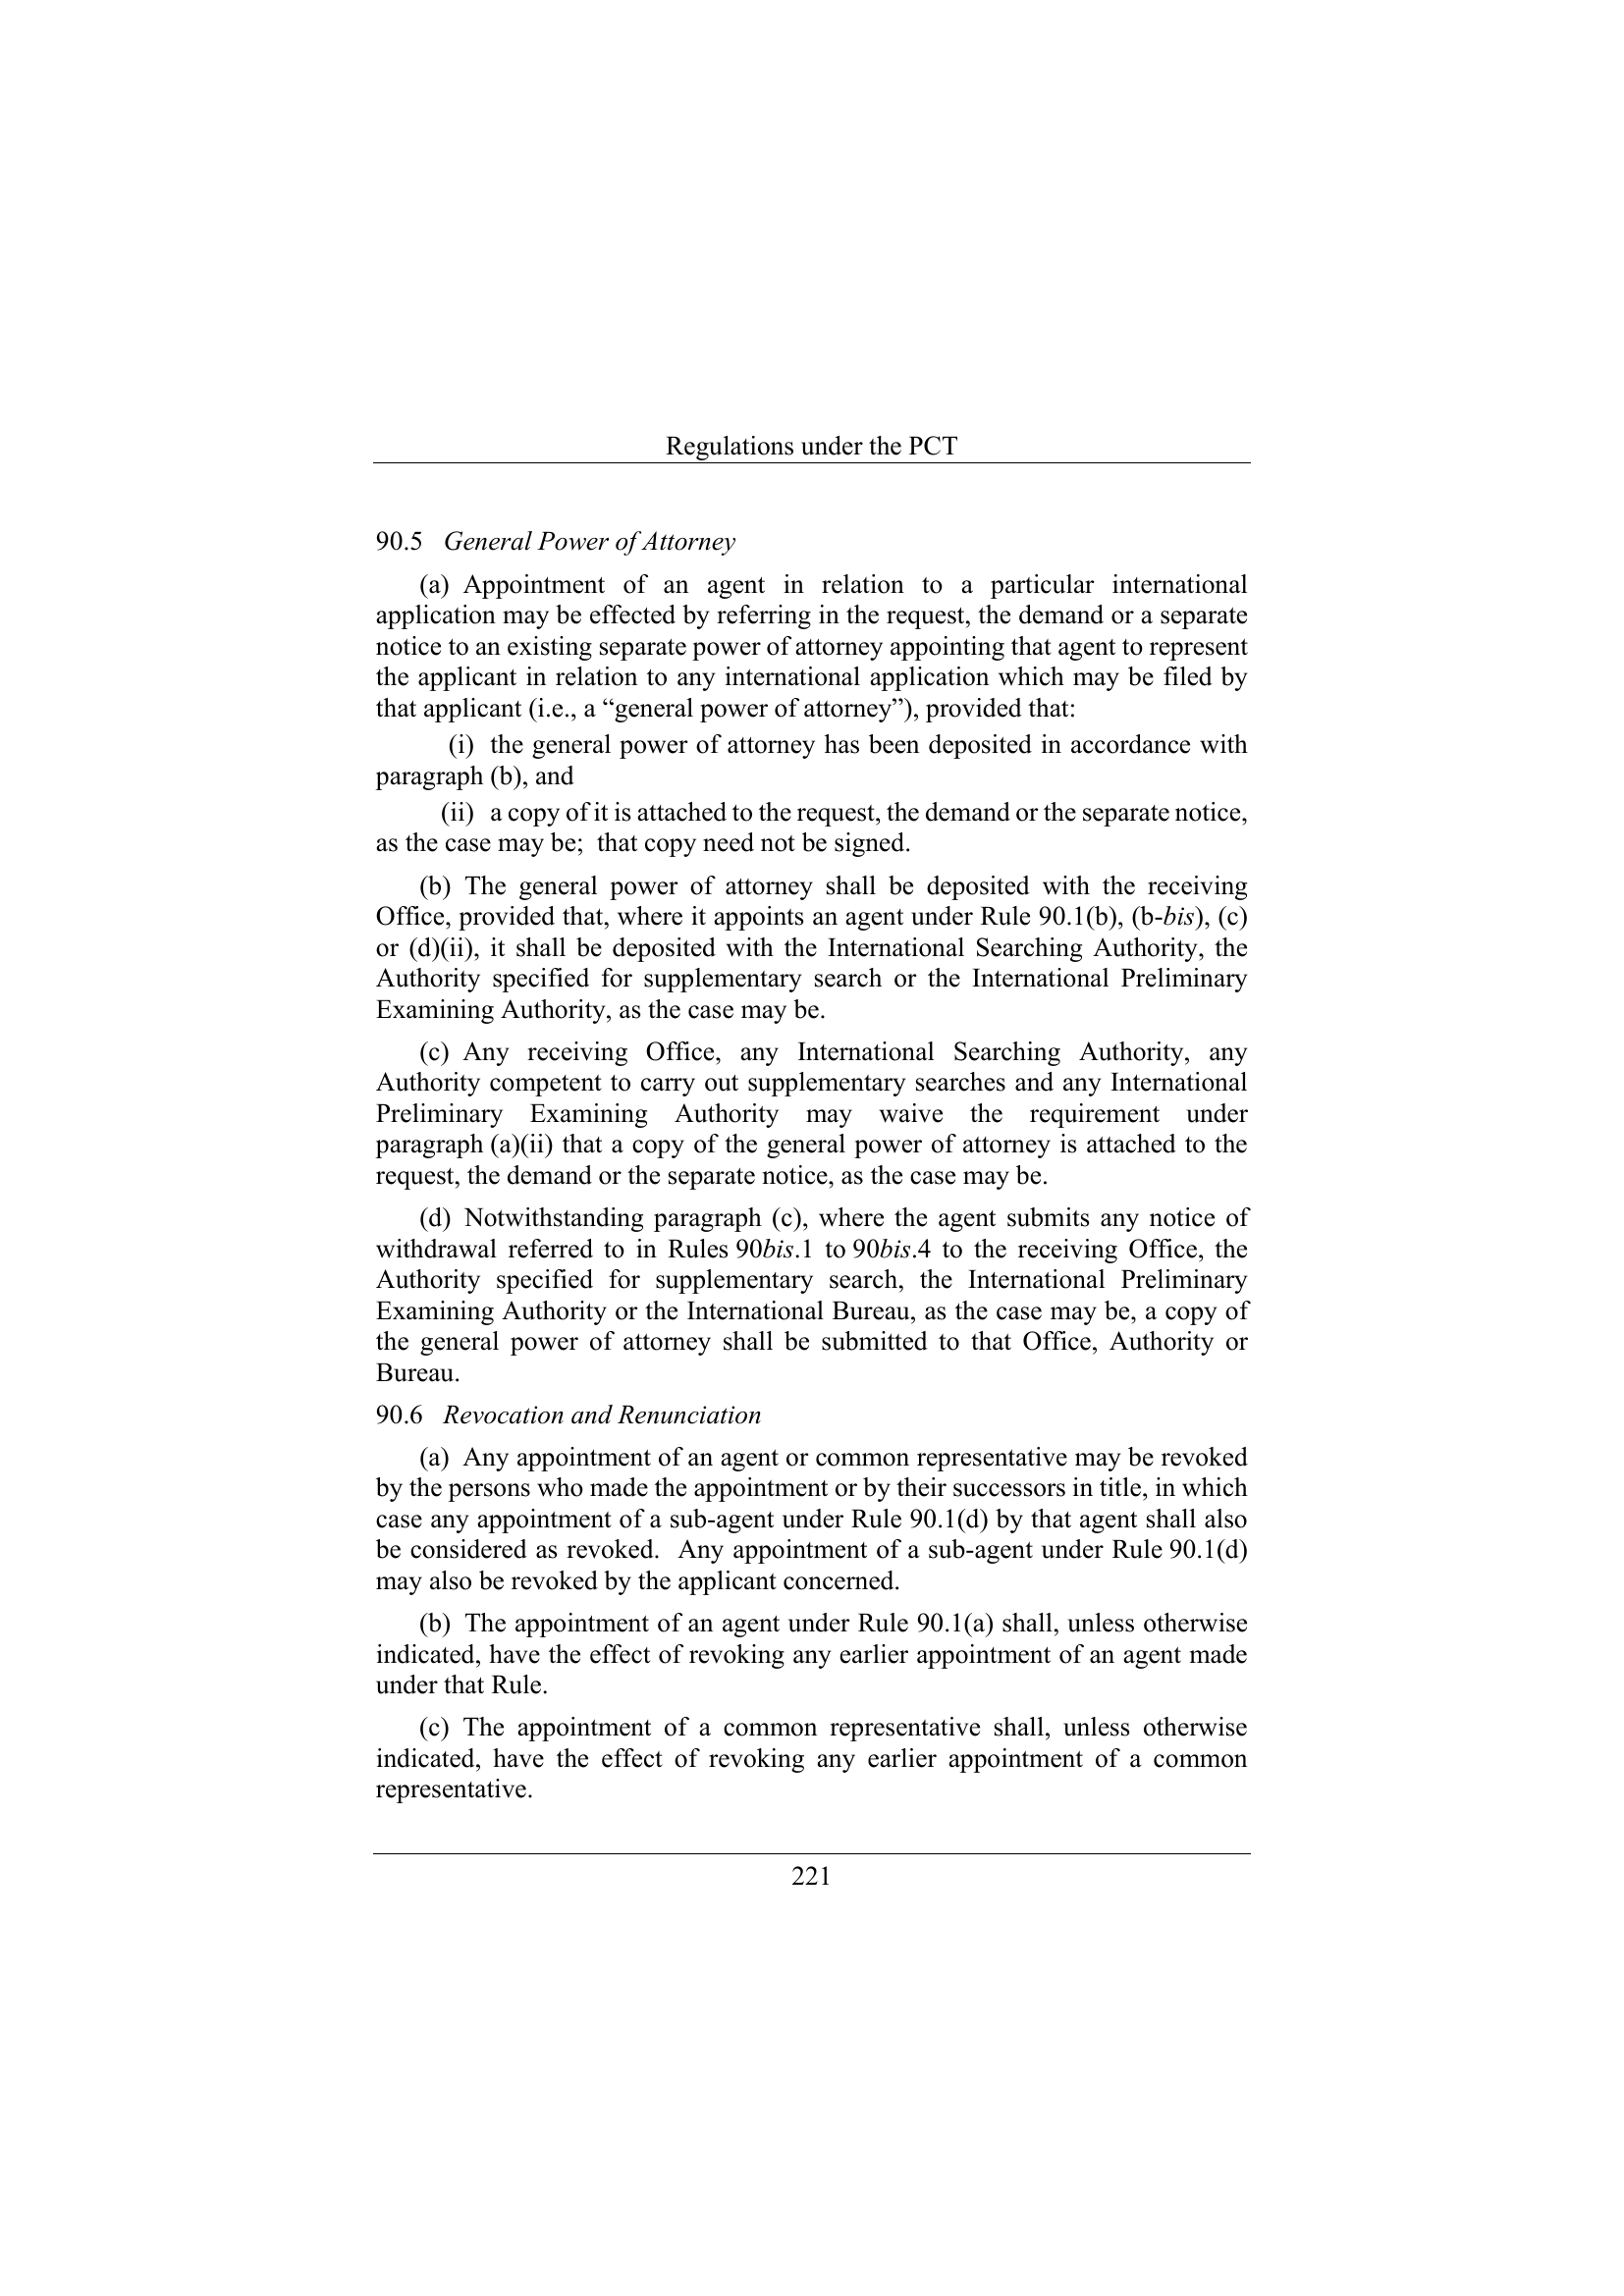 Regulations under the PCT
90.5 General Power of Attorney
(a) Appointment of an agent in relation to a particular international
application may be effected by referring in the request, the demand or a separate
notice to an existing separate power of attorney appointing that agent to represent
the applicant in relation to any international application which may be filed by
that applicant (i.e., a “general power of attorney”), provided that:
(i) the general power of attorney has been deposited in accordance with
paragraph (b), and
(ii) a copy of it is attached to the request, the demand or the separate notice,
as the case may be; that copy need not be signed.
(b) The general power of attorney shall be deposited with the receiving
Office, provided that, where it appoints an agent under Rule 90.1(b), (b-bis), (c)
or (d)(ii), it shall be deposited with the International Searching Authority, the
Authority specified for supplementary search or the International Preliminary
Examining Authority, as the case may be.
(c) Any receiving Office, any International Searching Authority, any
Authority competent to carry out supplementary searches and any International
Preliminary Examining Authority may waive the requirement under
paragraph (a)(ii) that a copy of the general power of attorney is attached to the
request, the demand or the separate notice, as the case may be.
(d) Notwithstanding paragraph (c), where the agent submits any notice of
withdrawal referred to in Rules 90bis.1 to 90bis.4 to the receiving Office, the
Authority specified for supplementary search, the International Preliminary
Examining Authority or the International Bureau, as the case may be, a copy of
the general power of attorney shall be submitted to that Office, Authority or
Bureau.
90.6 Revocation and Renunciation
(a) Any appointment of an agent or common representative may be revoked
by the persons who made the appointment or by their successors in title, in which
case any appointment of a sub-agent under Rule 90.1(d) by that agent shall also
be considered as revoked. Any appointment of a sub-agent under Rule 90.1(d)
may also be revoked by the applicant concerned.
(b) The appointment of an agent under Rule 90.1(a) shall, unless otherwise
indicated, have the effect of revoking any earlier appointment of an agent made
under that Rule.
(c) The appointment of a common representative shall, unless otherwise
indicated, have the effect of revoking any earlier appointment of a common
representative.
221